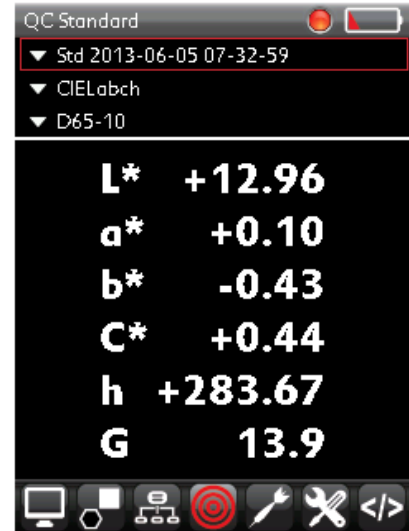 QC Standard
Std 2013-06-05 07-32-59
CIELabch
D65-10
L* +12.96
a* +0.10
b* -0.43
C* +0.44
h +283.67
G 13.9
</>